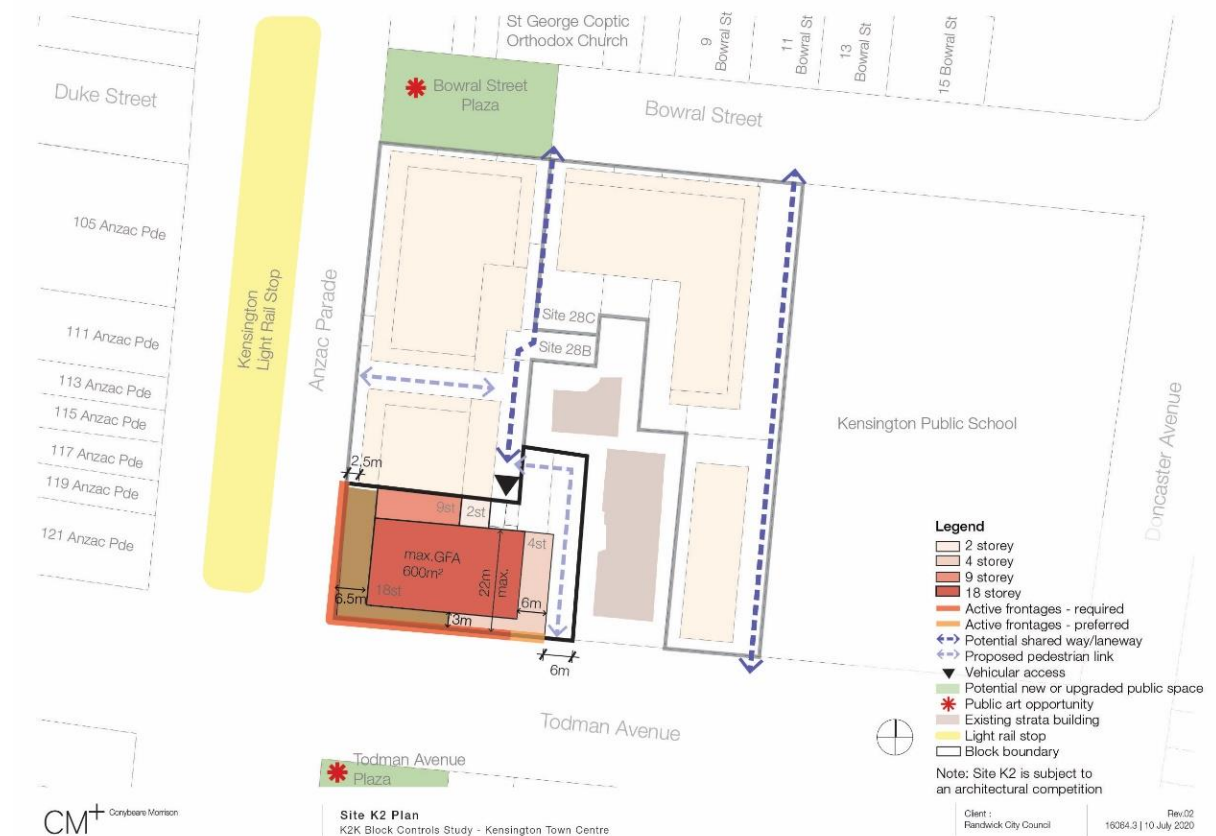 St George Coptic
Orthodox Church
9
Bowral St
11
Bowral St
13
Bowral St
15 Bowral St
Duke Street
Bowral Street
Plaza
Bowral Street
105 Anzac Pde
Kensington
Light Rail Stop
Anzac Parade
Site 28C
Site 28B
111 Anzac Pde
113 Anzac Pde
115 Anzac Pde
117 Anzac Pde
119 Anzac Pde
121 Anzac Pde
Kensington Public School
Doncaster Avenue
2.5m
9st
2st
4st
max.GFA
600m²
18st
22m
max.
6.5m
3m
6m
6m
Todman Avenue
Todman Avenue
Plaza
Legend
2 storey
4 storey
9 storey
18 storey
Active frontages - required
Active frontages - preferred
Potential shared way/laneway
Proposed pedestrian link
Vehicular access
Potential new or upgraded public space
Public art opportunity
Existing strata building
Light rail stop
Block boundary
Note: Site K2 is subject to
an architectural competition
CM+ Conybeare Morrison
Site K2 Plan
K2K Block Controls Study - Kensington Town Centre
Client :
Randwick City Council
Rev.02
16084.3 | 10 July 2020